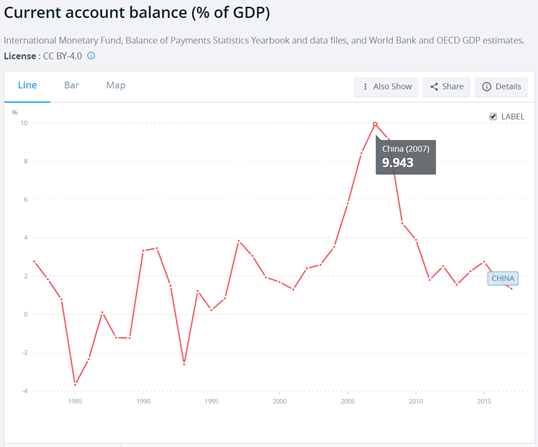 Current account balance (% of GDP)
International Monetary Fund, Balance of Payments Statistics Yearbook and data files, and World Bank and OECD GDP estimates.
License : CC BY-4.0
Line Bar Map Also Show Share Details
% LABEL
10
China (2007)
9.943
8
6
4
2
CHINA
0
-2
-4
1985 1990 1995 2000 2005 2010 2015